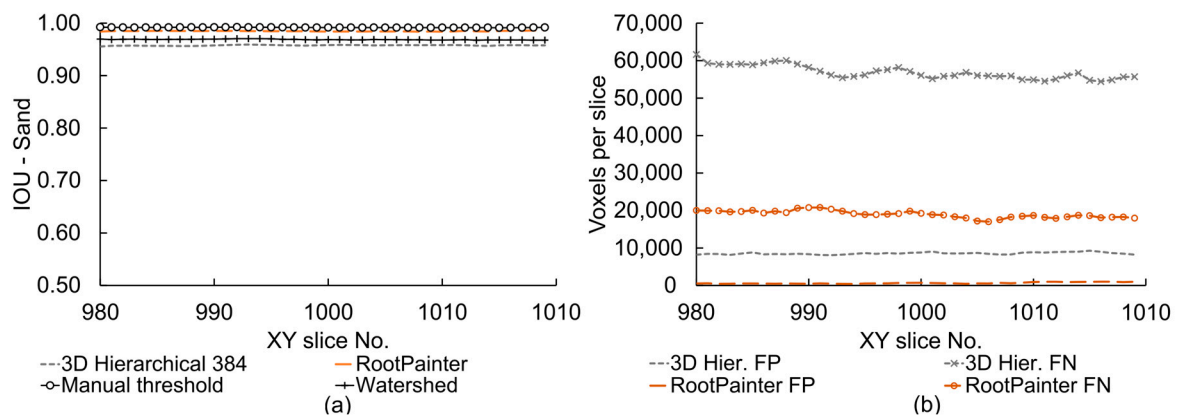 1.00
0.90
0.80
0.70
0.60
0.50
IOU - Sand
980 990 1000 1010 1010
XY slice No.
3D Hierarchical 384 RootPainter
Manual threshold Watershed
(a)
70,000
60,000
50,000
40,000
30,000
20,000
10,000
0
Voxels per slice
980 990 1000 1010 1010
XY slice No.
3D Hier. FP 3D Hier. FN
RootPainter FP RootPainter FN
(b)